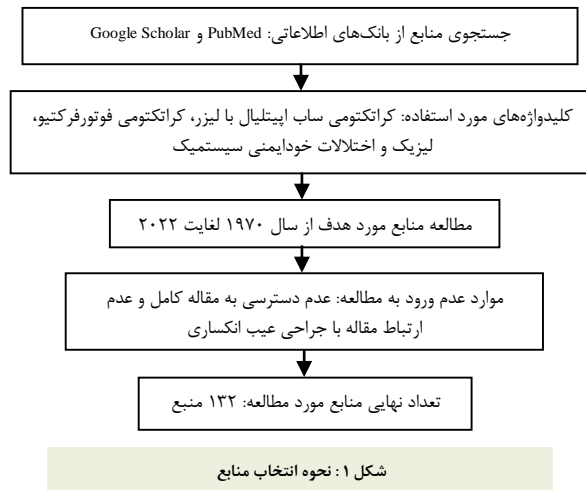 جستجوی منابع از بانک‌های اطلاعاتی: PubMed و Google Scholar
کلیدواژه‌های مورد استفاده: کراتکتومی ساب اپیتلیال با لیزر، کراتکتومی فوتورفرکتیو،
لیزیک و اختلالات خودایمنی سیستمیک
مطالعه منابع مورد هدف از سال ۱۹۷۰ لغایت ۲۰۲۲
موارد عدم ورود به مطالعه: عدم دسترسی به مقاله کامل و عدم
ارتباط مقاله با جراحی عیب انکساری
تعداد نهایی منابع مورد مطالعه: ۱۳۲ منبع
شکل ۱: نحوه انتخاب منابع